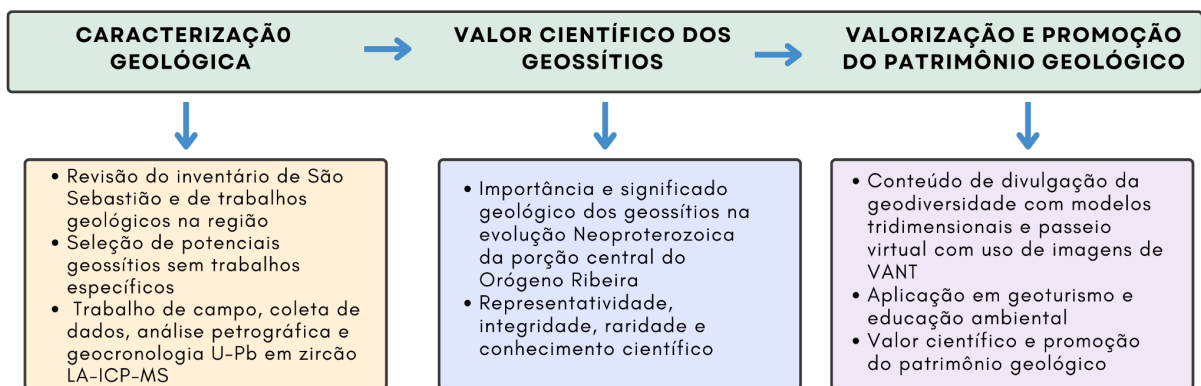 CARACTERIZAÇÃ0
GEOLÓGICA
VALOR CIENTÍFICO DOS
GEOSSÍTIOS
VALORIZAÇÃO E PROMOÇÃO
DO PATRIMÔNIO GEOLÓGICO
• Revisão do inventário de São
Sebastião e de trabalhos
geológicos na região
• Seleção de potenciais
geossítios sem trabalhos
específicos
• Trabalho de campo, coleta de
dados, análise petrográfica e
geocronologia U-Pb em zircão
LA-ICP-MS
• Importância e significado
geológico dos geossítios na
evolução Neoproterozoica
da porção central do
Orógeno Ribeira
• Representatividade,
integridade, raridade e
conhecimento científico
• Conteúdo de divulgação da
geodiversidade com modelos
tridimensionais e passeio
virtual com uso de imagens de
VANT
• Aplicação em geoturismo e
educação ambiental
• Valor científico e promoção
do patrimônio geológico